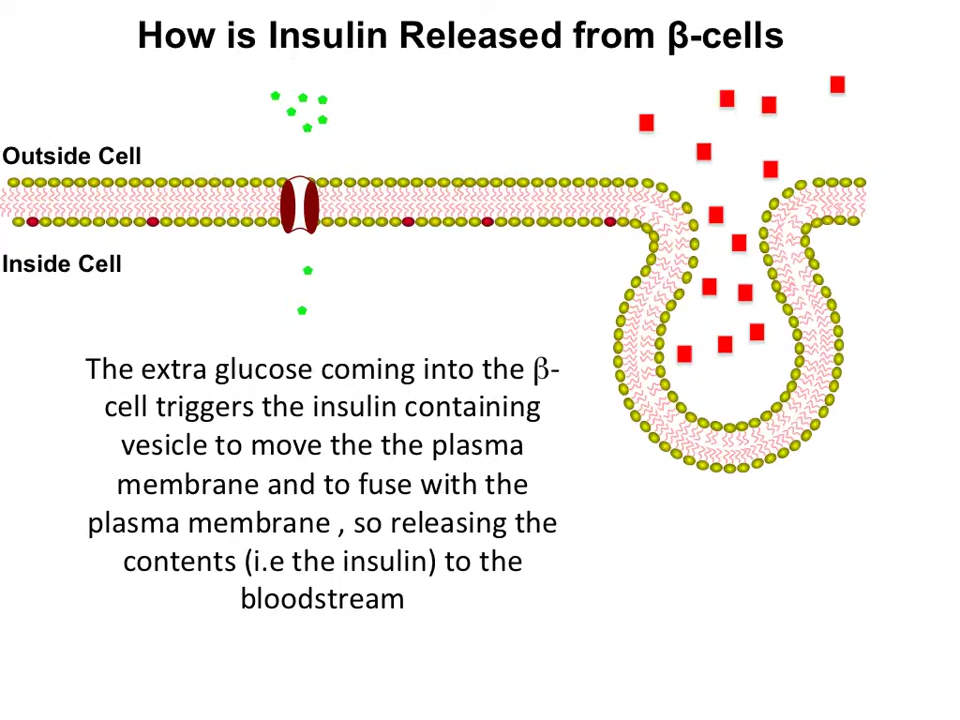 How is Insulin Released from β-cells
Outside Cell
Inside Cell
The extra glucose coming into the β-
cell triggers the insulin containing
vesicle to move the the plasma
membrane and to fuse with the
plasma membrane , so releasing the
contents (i.e the insulin) to the
bloodstream